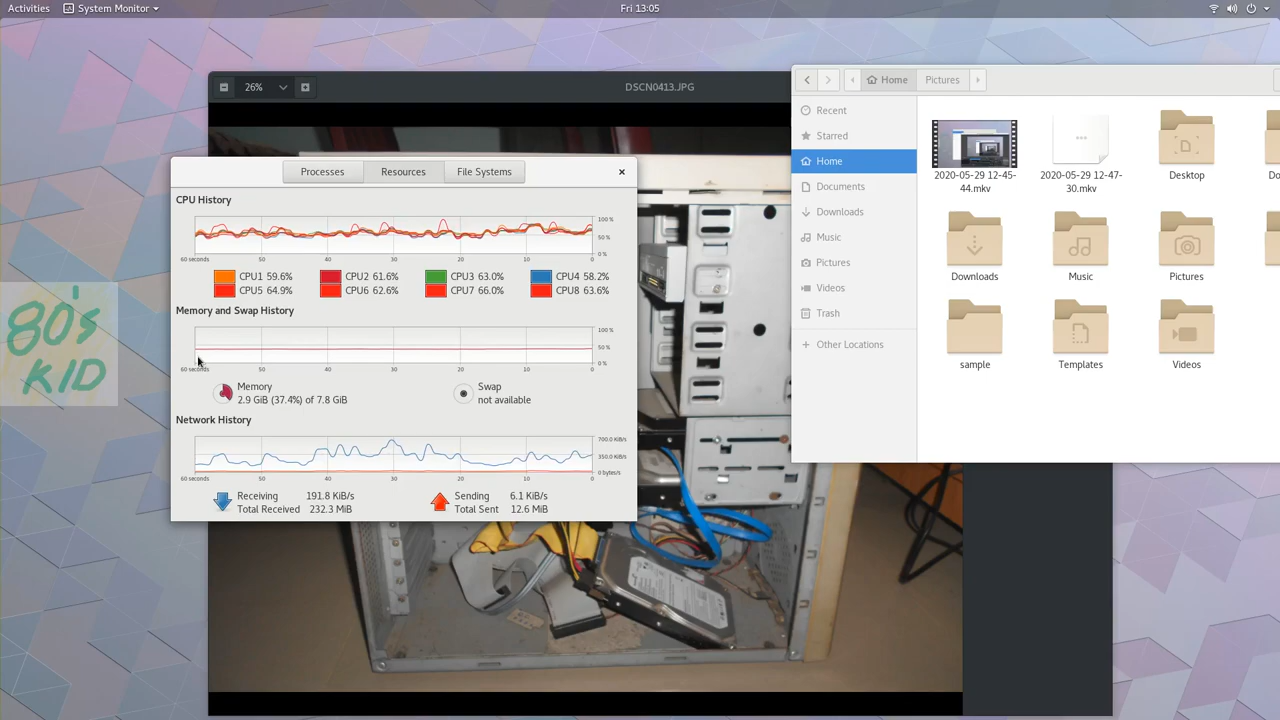 Activities System Monitor Fri 13:05
26% DSCN0413.JPG
Home Pictures
Recent
Starred
Home
Documents
Downloads
Music
Pictures
Videos
Trash
Other Locations
2020-05-29 12-45-
44.mkv
2020-05-29 12-47-
30.mkv
Desktop
Do
Downloads
Music
Pictures
sample
Templates
Videos
Processes Resources File Systems
CPU History
100 %
50 %
0 %
60 seconds 50 40 30 20 10 0
CPU1 59.6% CPU2 61.6% CPU3 63.0% CPU4 58.2%
CPU5 64.9% CPU6 62.6% CPU7 66.0% CPU8 63.6%
Memory and Swap History
100 %
50 %
0 %
60 seconds 50 40 30 20 10 0
Memory
2.9 GiB (37.4%) of 7.8 GiB
Swap
not available
Network History
700.0 KiB/s
350.0 KiB/s
0 bytes/s
60 seconds 50 40 30 20 10 0
Receiving 191.8 KiB/s Sending 6.1 KiB/s
Total Received 232.3 MiB Total Sent 12.6 MiB
80's
KID